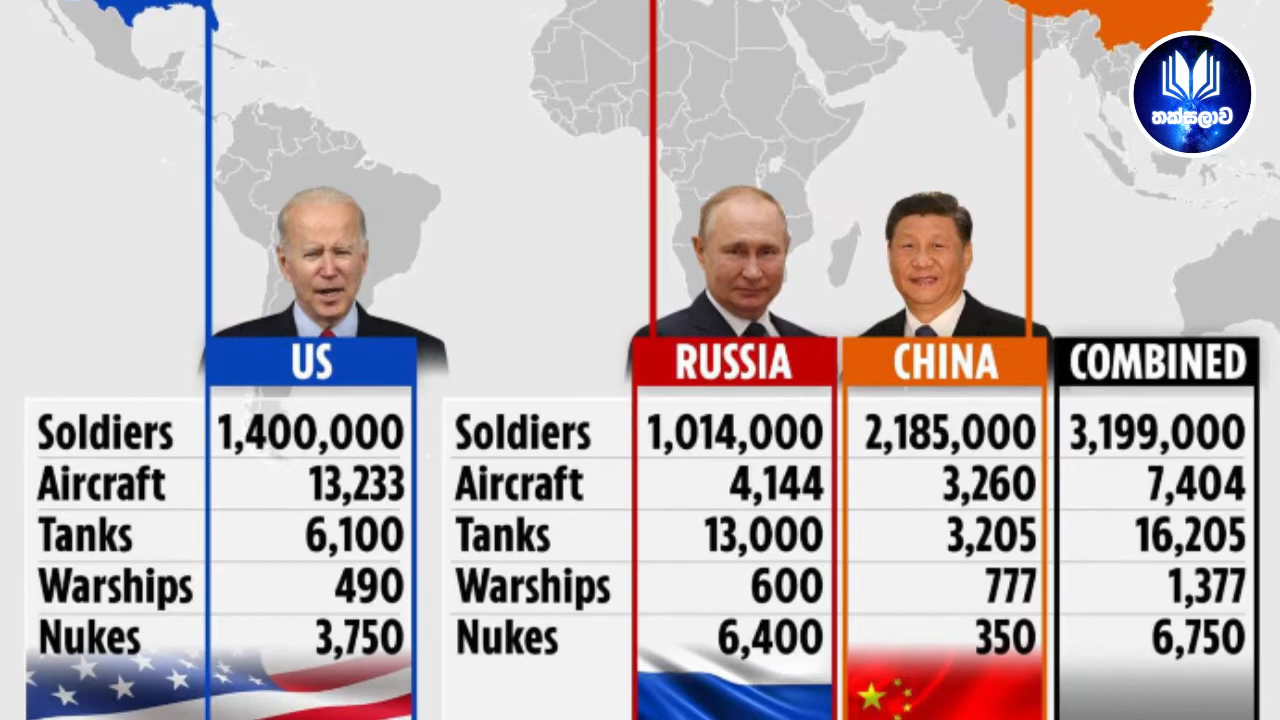 තක්සලාව
US
RUSSIA CHINA COMBINED
Soldiers 1,400,000 Soldiers 1,014,000 2,185,000 3,199,000
Aircraft 13,233 Aircraft 4,144 3,260 7,404
Tanks 6,100 Tanks 13,000 3,205 16,205
Warships 490 Warships 600 777 1,377
Nukes 3,750 Nukes 6,400 350 6,750